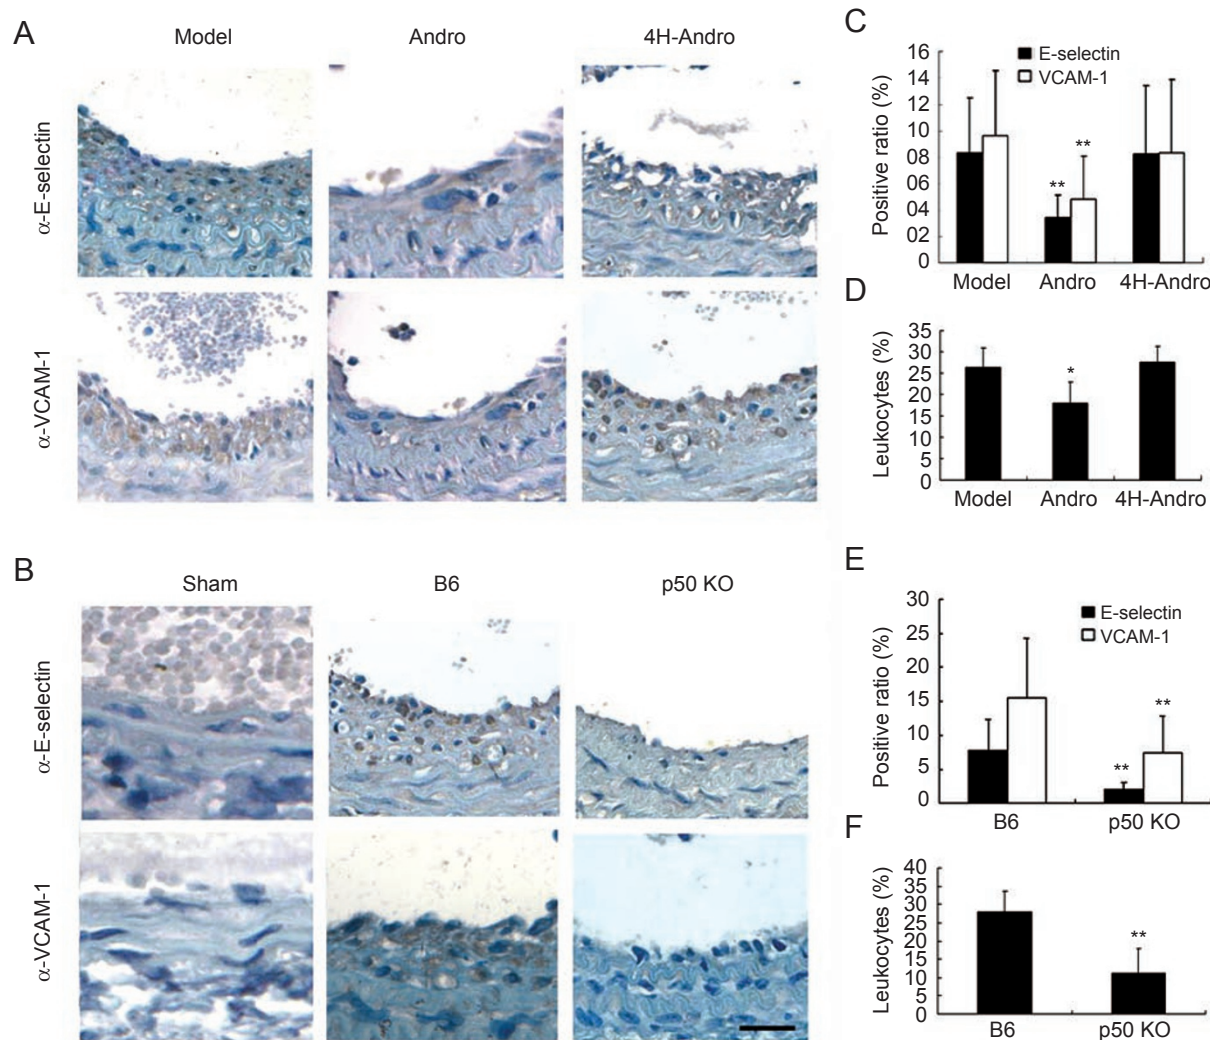 A
Model
Andro
4H-Andro
α-E-selectin
α-VCAM-1
B
Sham
B6
p50 KO
α-E-selectin
α-VCAM-1
C
16
14
12
10
08
06
04
02
0
Positive ratio (%)
E-selectin
VCAM-1
**
**
Model
Andro
4H-Andro
D
35
30
25
20
15
10
5
0
Leukocytes (%)
*
Model
Andro
4H-Andro
E
30
25
20
15
10
5
0
Positive ratio (%)
E-selectin
VCAM-1
**
**
B6
p50 KO
F
40
35
30
25
20
15
10
5
0
Leukocytes (%)
**
B6
p50 KO